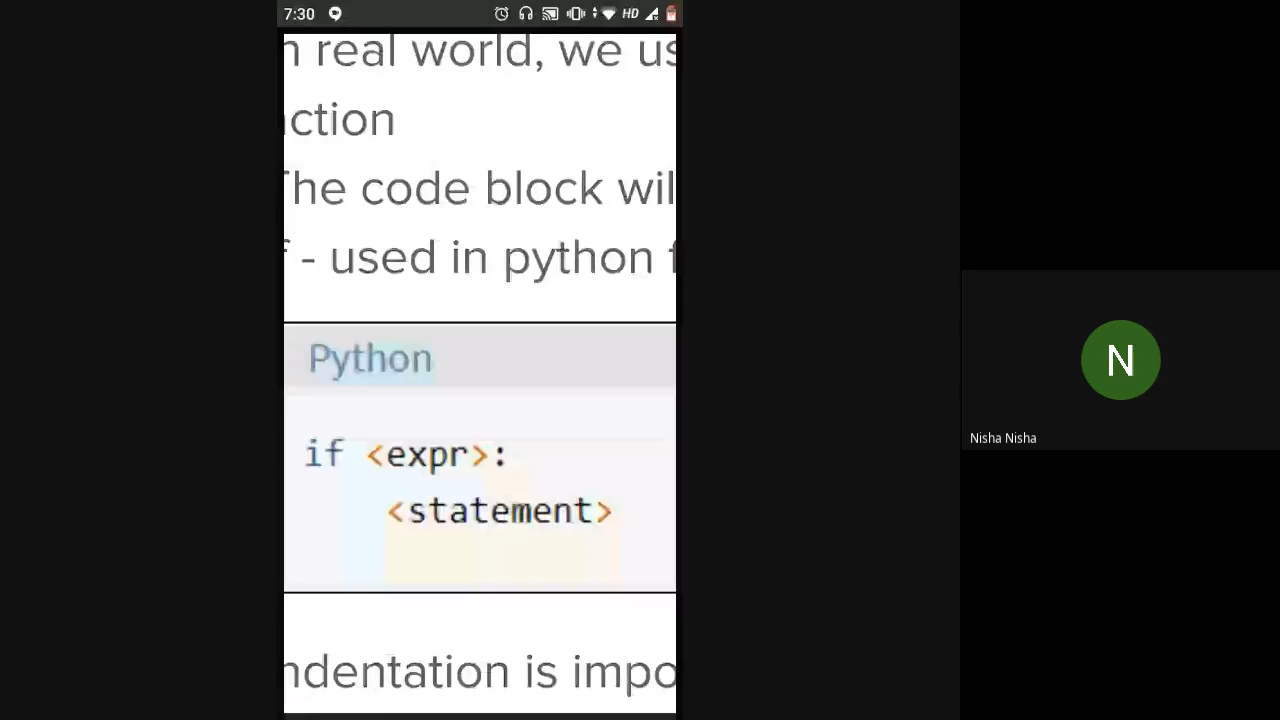 7:30 HD
n real world, we us
ction
The code block wil
f - used in python f
Python
if <expr>:
<statement>
ndentation is impo
N
Nisha Nisha